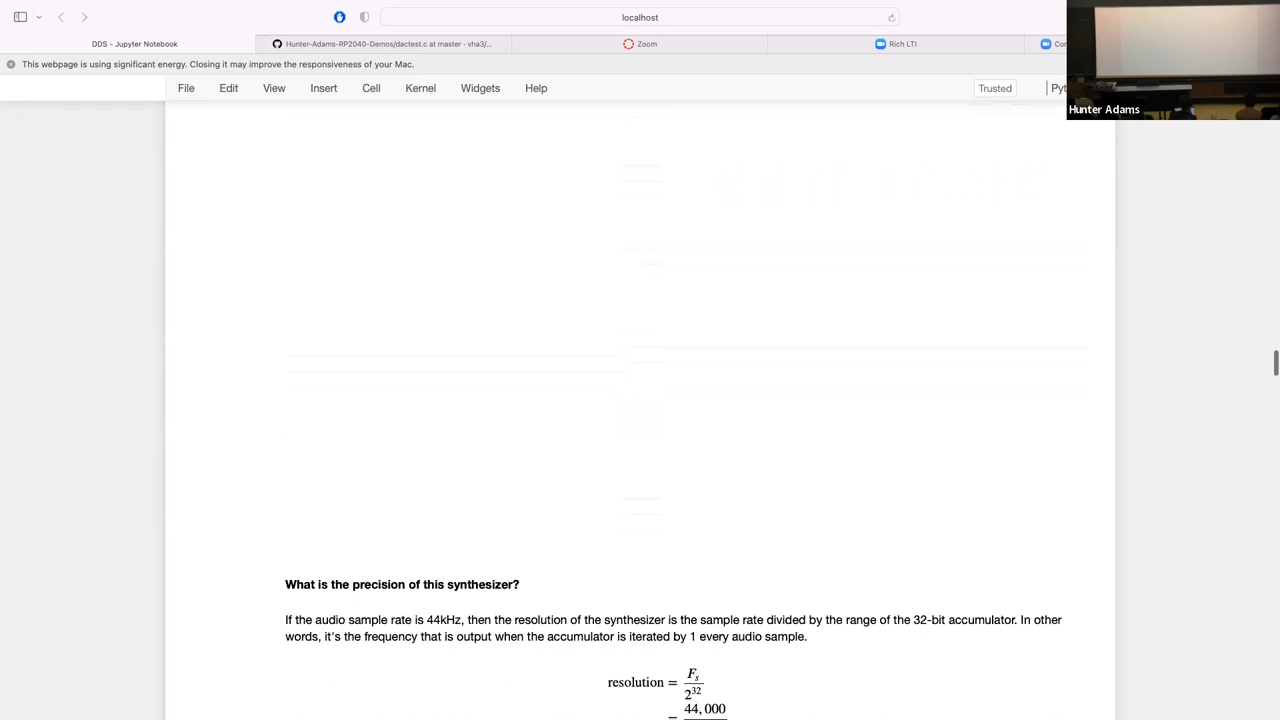 localhost
DDS - Jupyter Notebook
Hunter-Adams-RP2040-Demos/dactest.c at master · vha3/...
Zoom
Rich LTI
Con
This webpage is using significant energy. Closing it may improve the responsiveness of your Mac.
File Edit View Insert Cell Kernel Widgets Help Trusted Pyt
Hunter Adams
What is the precision of this synthesizer?
If the audio sample rate is 44kHz, then the resolution of the synthesizer is the sample rate divided by the range of the 32-bit accumulator. In other
words, it's the frequency that is output when the accumulator is iterated by 1 every audio sample.
resolution = F_s / 2^32
= 44,000